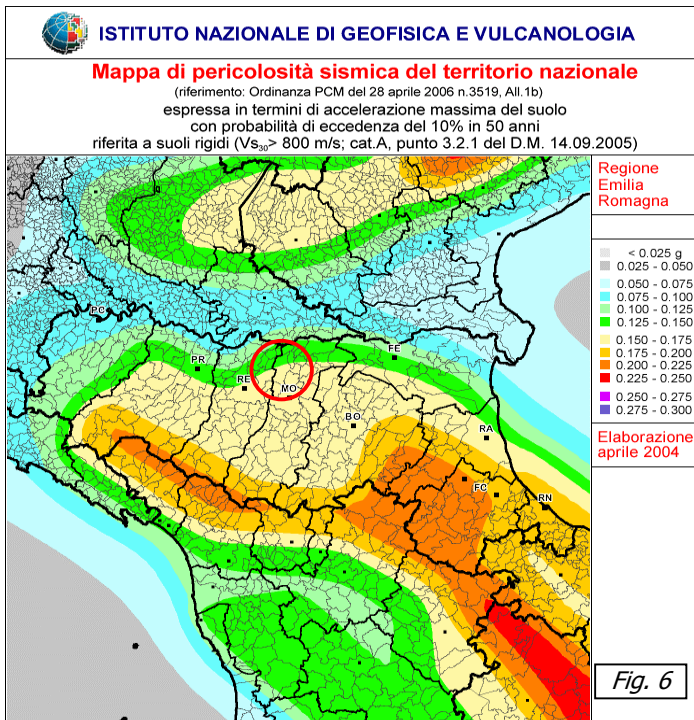 ISTITUTO NAZIONALE DI GEOFISICA E VULCANOLOGIA
Mappa di pericolosità sismica del territorio nazionale
(riferimento: Ordinanza PCM del 28 aprile 2006 n.3519, All.1b)
espressa in termini di accelerazione massima del suolo
con probabilità di eccedenza del 10% in 50 anni
riferita a suoli rigidi (Vs30> 800 m/s; cat.A, punto 3.2.1 del D.M. 14.09.2005)
Regione
Emilia
Romagna
< 0.025 g
0.025 - 0.050
0.050 - 0.075
0.075 - 0.100
0.100 - 0.125
0.125 - 0.150
0.150 - 0.175
0.175 - 0.200
0.200 - 0.225
0.225 - 0.250
0.250 - 0.275
0.275 - 0.300
Elaborazione
aprile 2004
PC
PR
FE
RE
MO
BO
RA
FC
RN
Fig. 6